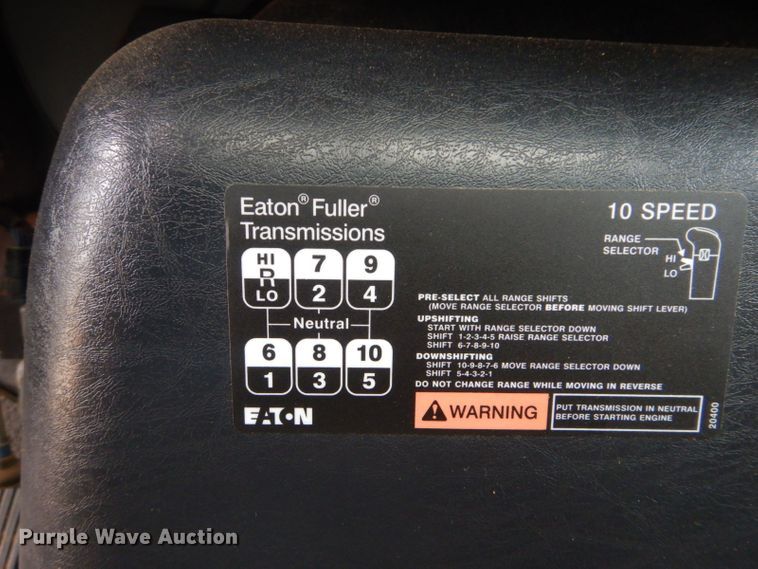 Eaton® Fuller®
Transmissions
10 SPEED
RANGE
SELECTOR
HI
LO
HI
R
LO
7
2
9
4
Neutral
6
1
8
3
10
5
EATON
PRE-SELECT ALL RANGE SHIFTS
(MOVE RANGE SELECTOR BEFORE MOVING SHIFT LEVER)
UPSHIFTING
START WITH RANGE SELECTOR DOWN
SHIFT 1-2-3-4-5 RAISE RANGE SELECTOR
SHIFT 6-7-8-9-10
DOWNSHIFTING
SHIFT 10-9-8-7-6 MOVE RANGE SELECTOR DOWN
SHIFT 5-4-3-2-1
DO NOT CHANGE RANGE WHILE MOVING IN REVERSE
WARNING
PUT TRANSMISSION IN NEUTRAL
BEFORE STARTING ENGINE
20400
Purple Wave Auction